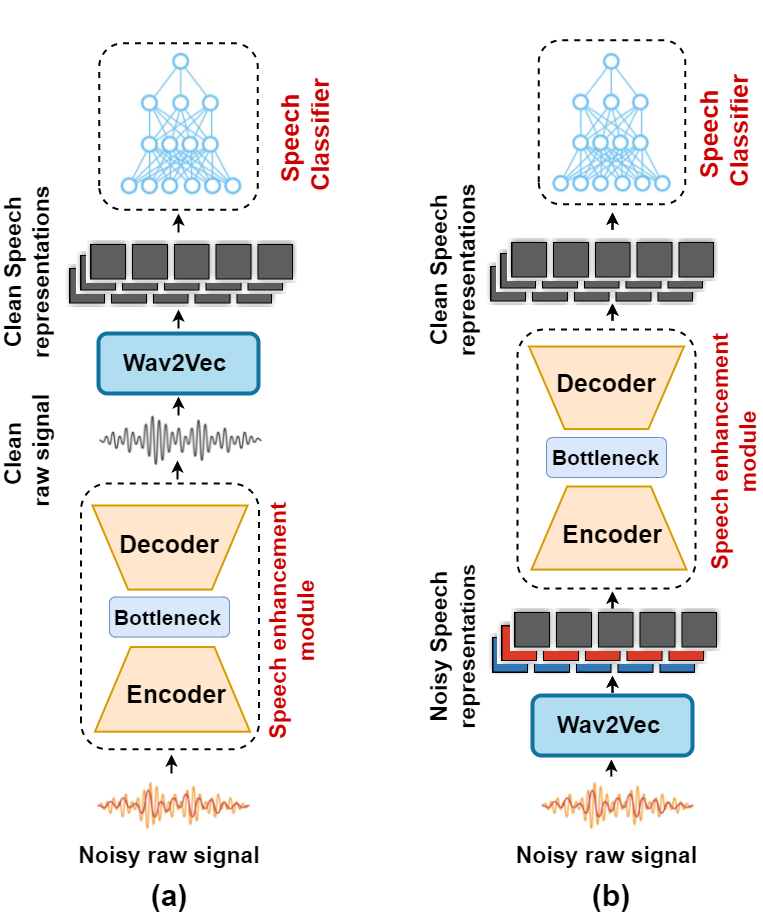 Speech
Classifier
Clean Speech
representations
Wav2Vec
Clean
raw signal
Decoder
Bottleneck
Encoder
Speech enhancement
module
Noisy raw signal
(a)
Speech
Classifier
Clean Speech
representations
Decoder
Bottleneck
Encoder
Speech enhancement
module
Noisy Speech
representations
Wav2Vec
Noisy raw signal
(b)